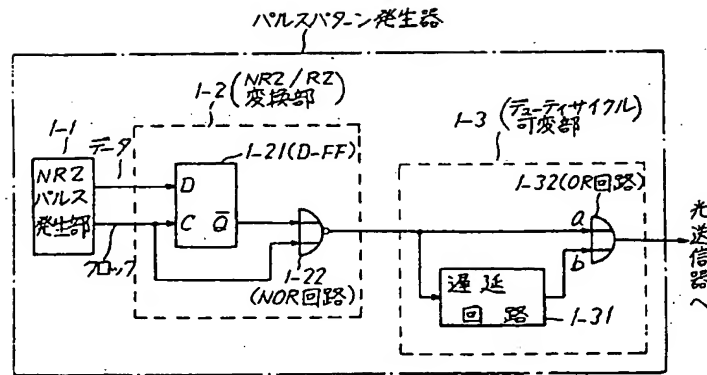 パルスパターン発生器
1-2(NRZ/RZ
変換部)
1-1
データ
NRZ
パルス
発生部
クロック
1-21(D-FF)
D
C
Q̅
1-22
(NOR回路)
1-3(デューティサイクル
可変部)
1-32(OR回路)
a
b
遅延
回路
1-31
光送信器へ